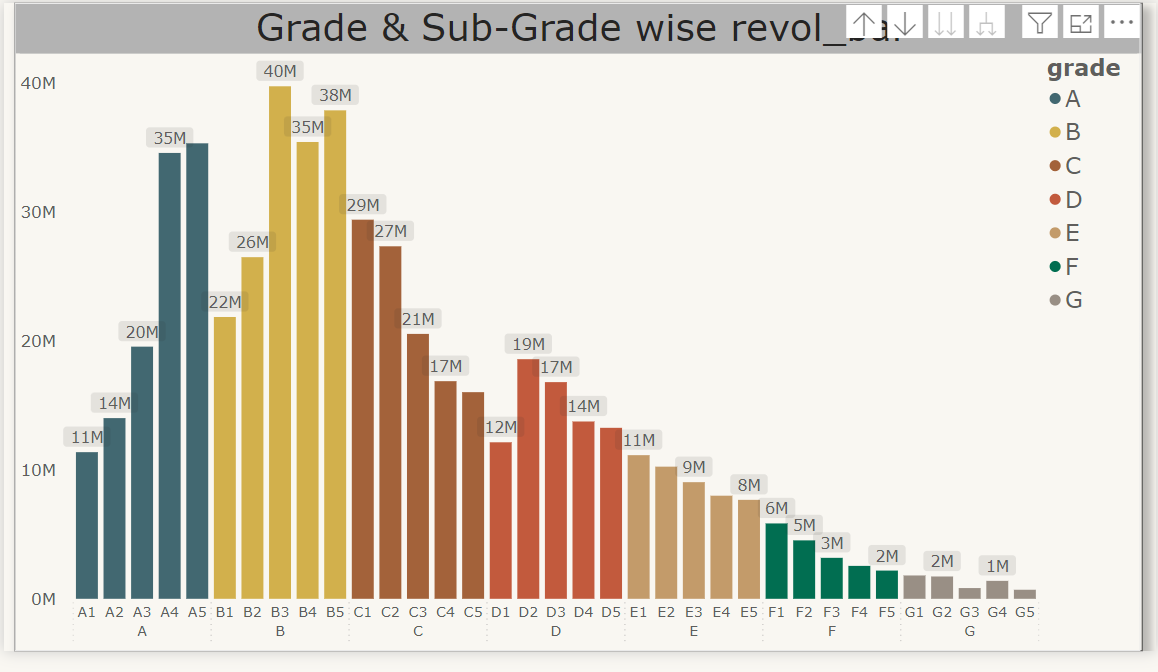 Grade & Sub-Grade wise revol_bal
grade
A
B
C
D
E
F
G
40M
30M
20M
10M
0M
11M
14M
20M
35M
22M
26M
40M
35M
38M
29M
27M
21M
17M
12M
19M
17M
14M
11M
9M
8M
6M
5M
3M
2M
2M
1M
A1 A2 A3 A4 A5 B1 B2 B3 B4 B5 C1 C2 C3 C4 C5 D1 D2 D3 D4 D5 E1 E2 E3 E4 E5 F1 F2 F3 F4 F5 G1 G2 G3 G4 G5
A B C D E F G